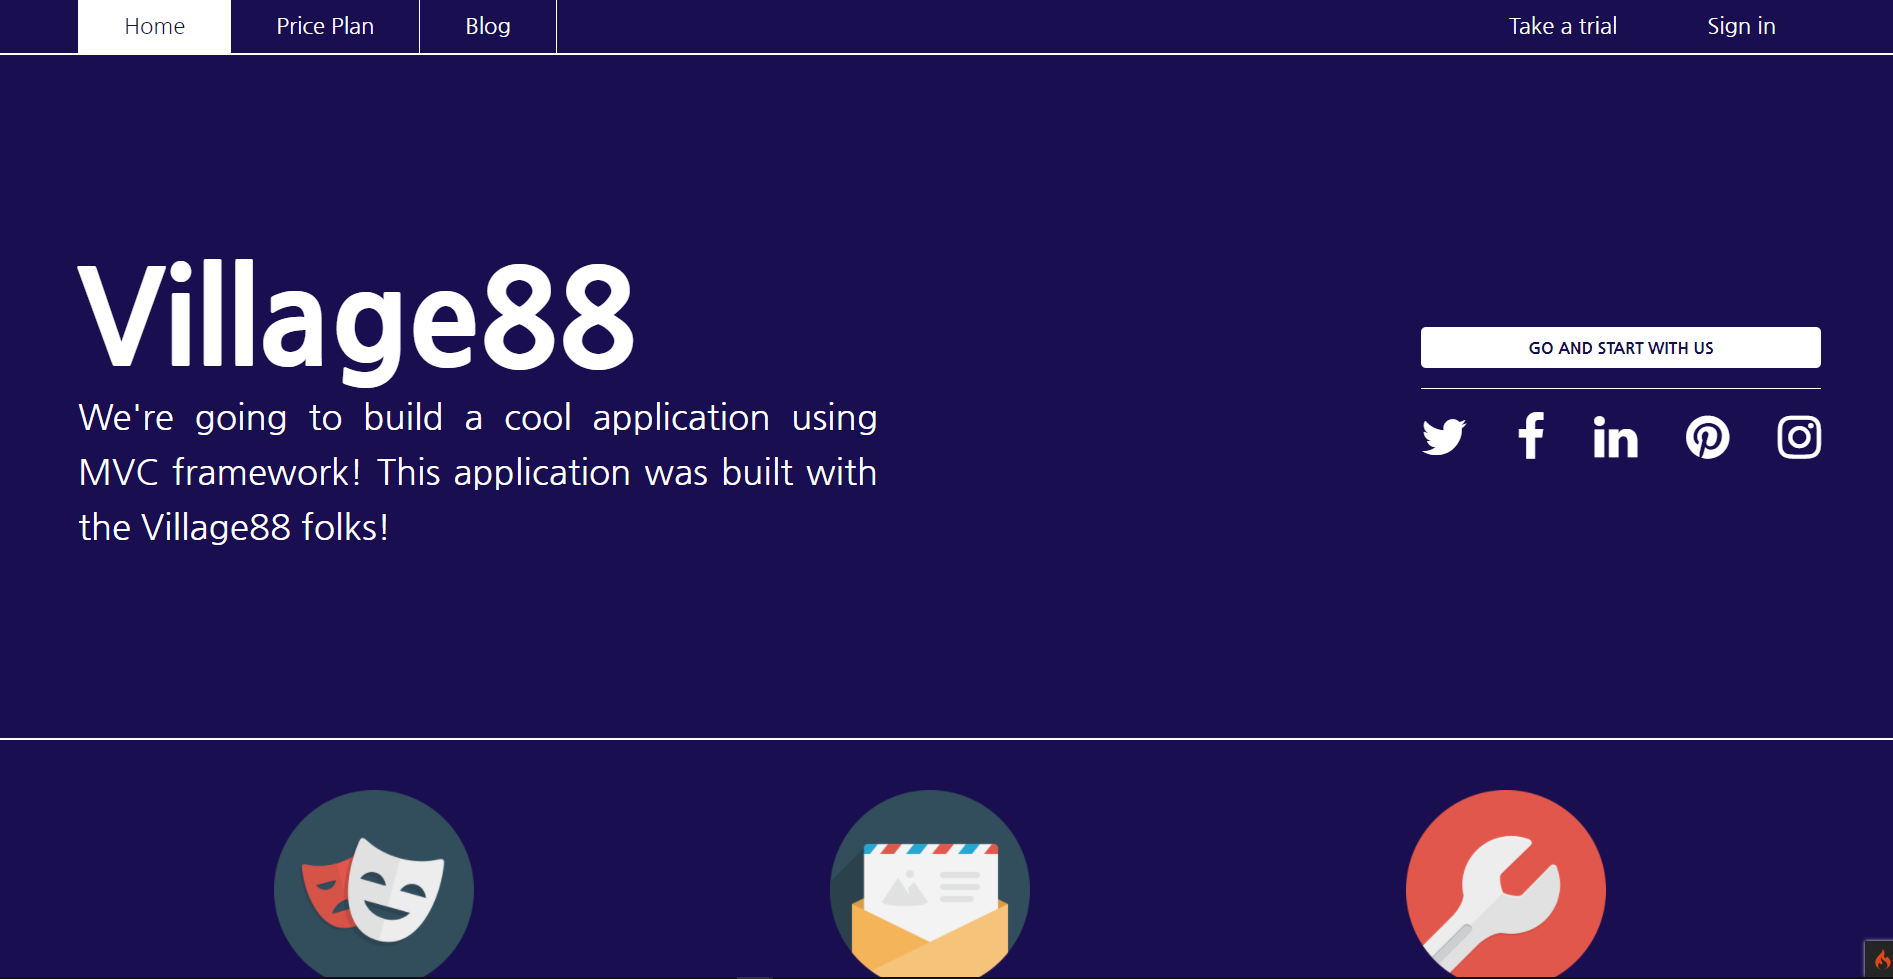 Home
Price Plan
Blog
Take a trial
Sign in
Village88
We're going to build a cool application using
MVC framework! This application was built with
the Village88 folks!
GO AND START WITH US